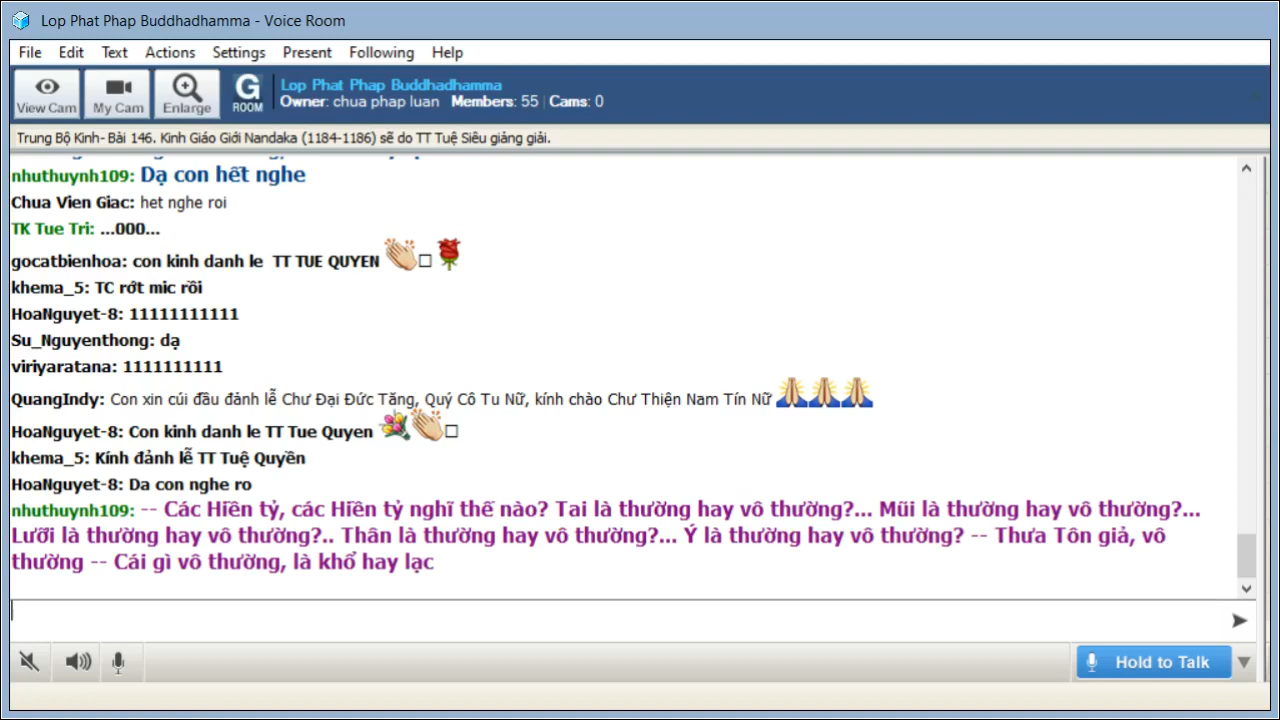 Lop Phat Phap Buddhadhamma - Voice Room
File Edit Text Actions Settings Present Following Help
View Cam My Cam Enlarge G ROOM
Lop Phat Phap Buddhadhamma
Owner: chua phap luan Members: 55 Cams: 0
Trung Bộ Kinh- Bài 146. Kinh Giáo Giới Nandaka (1184-1186) sẽ do TT Tuệ Siêu giảng giải.
nhuthuynh109: Dạ con hết nghe
Chua Vien Giac: het nghe roi
TK Tue Tri: ...000...
gocatbienhoa: con kinh danh le TT TUE QUYEN
khema_5: TC rớt mic rồi
HoaNguyet-8: 11111111111
Su_Nguyenthong: dạ
viriyaratana: 1111111111
QuangIndy: Con xin cúi đầu đảnh lễ Chư Đại Đức Tăng, Quý Cô Tu Nữ, kính chào Chư Thiện Nam Tín Nữ
HoaNguyet-8: Con kinh danh le TT Tue Quyen
khema_5: Kính đảnh lễ TT Tuệ Quyền
HoaNguyet-8: Da con nghe ro
nhuthuynh109: -- Các Hiền tỷ, các Hiền tỷ nghĩ thế nào? Tai là thường hay vô thường?... Mũi là thường hay vô thường?...
Lưỡi là thường hay vô thường?.. Thân là thường hay vô thường?... Ý là thường hay vô thường? -- Thưa Tôn giả, vô
thường -- Cái gì vô thường, là khổ hay lạc
Hold to Talk